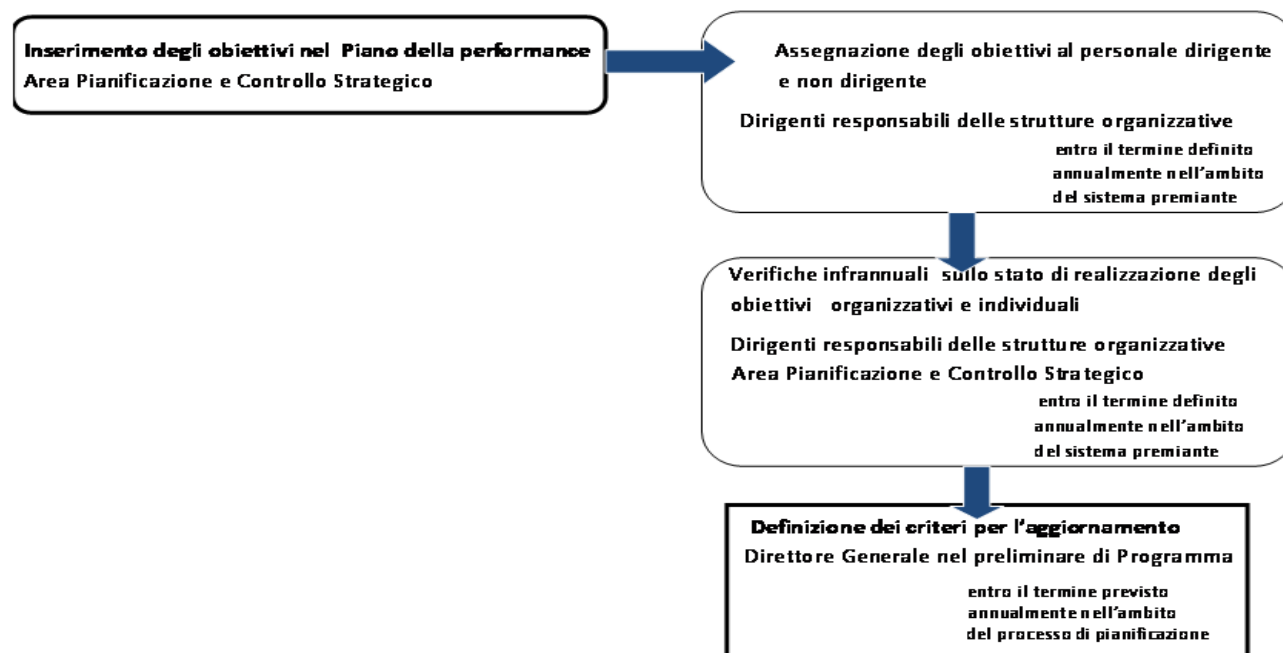 Inserimento degli obiettivi nel Piano della performance
Area Pianificazione e Controllo Strategico
Assegnazione degli obiettivi al personale dirigente
e non dirigente
Dirigenti responsabili delle strutture organizzative
entro il termine definito
annualmente nell'ambito
del sistema premiante
Verifiche infrannuali sullo stato di realizzazione degli
obiettivi organizzativi e individuali
Dirigenti responsabili delle strutture organizzative
Area Pianificazione e Controllo Strategico
entro il termine definito
annualmente nell'ambito
del sistema premiante
Definizione dei criteri per l'aggiornamento
Direttore Generale nel preliminare di Programma
entro il termine previsto
annualmente nell'ambito
del processo di pianificazione